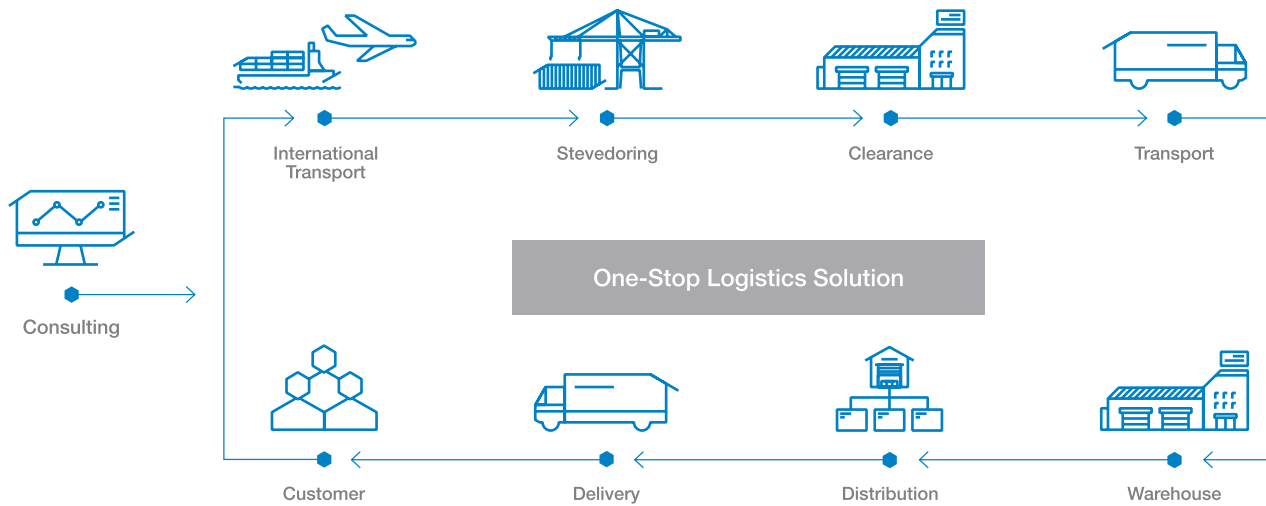 International
Transport
Stevedoring
Clearance
Transport
Consulting
One-Stop Logistics Solution
Customer
Delivery
Distribution
Warehouse